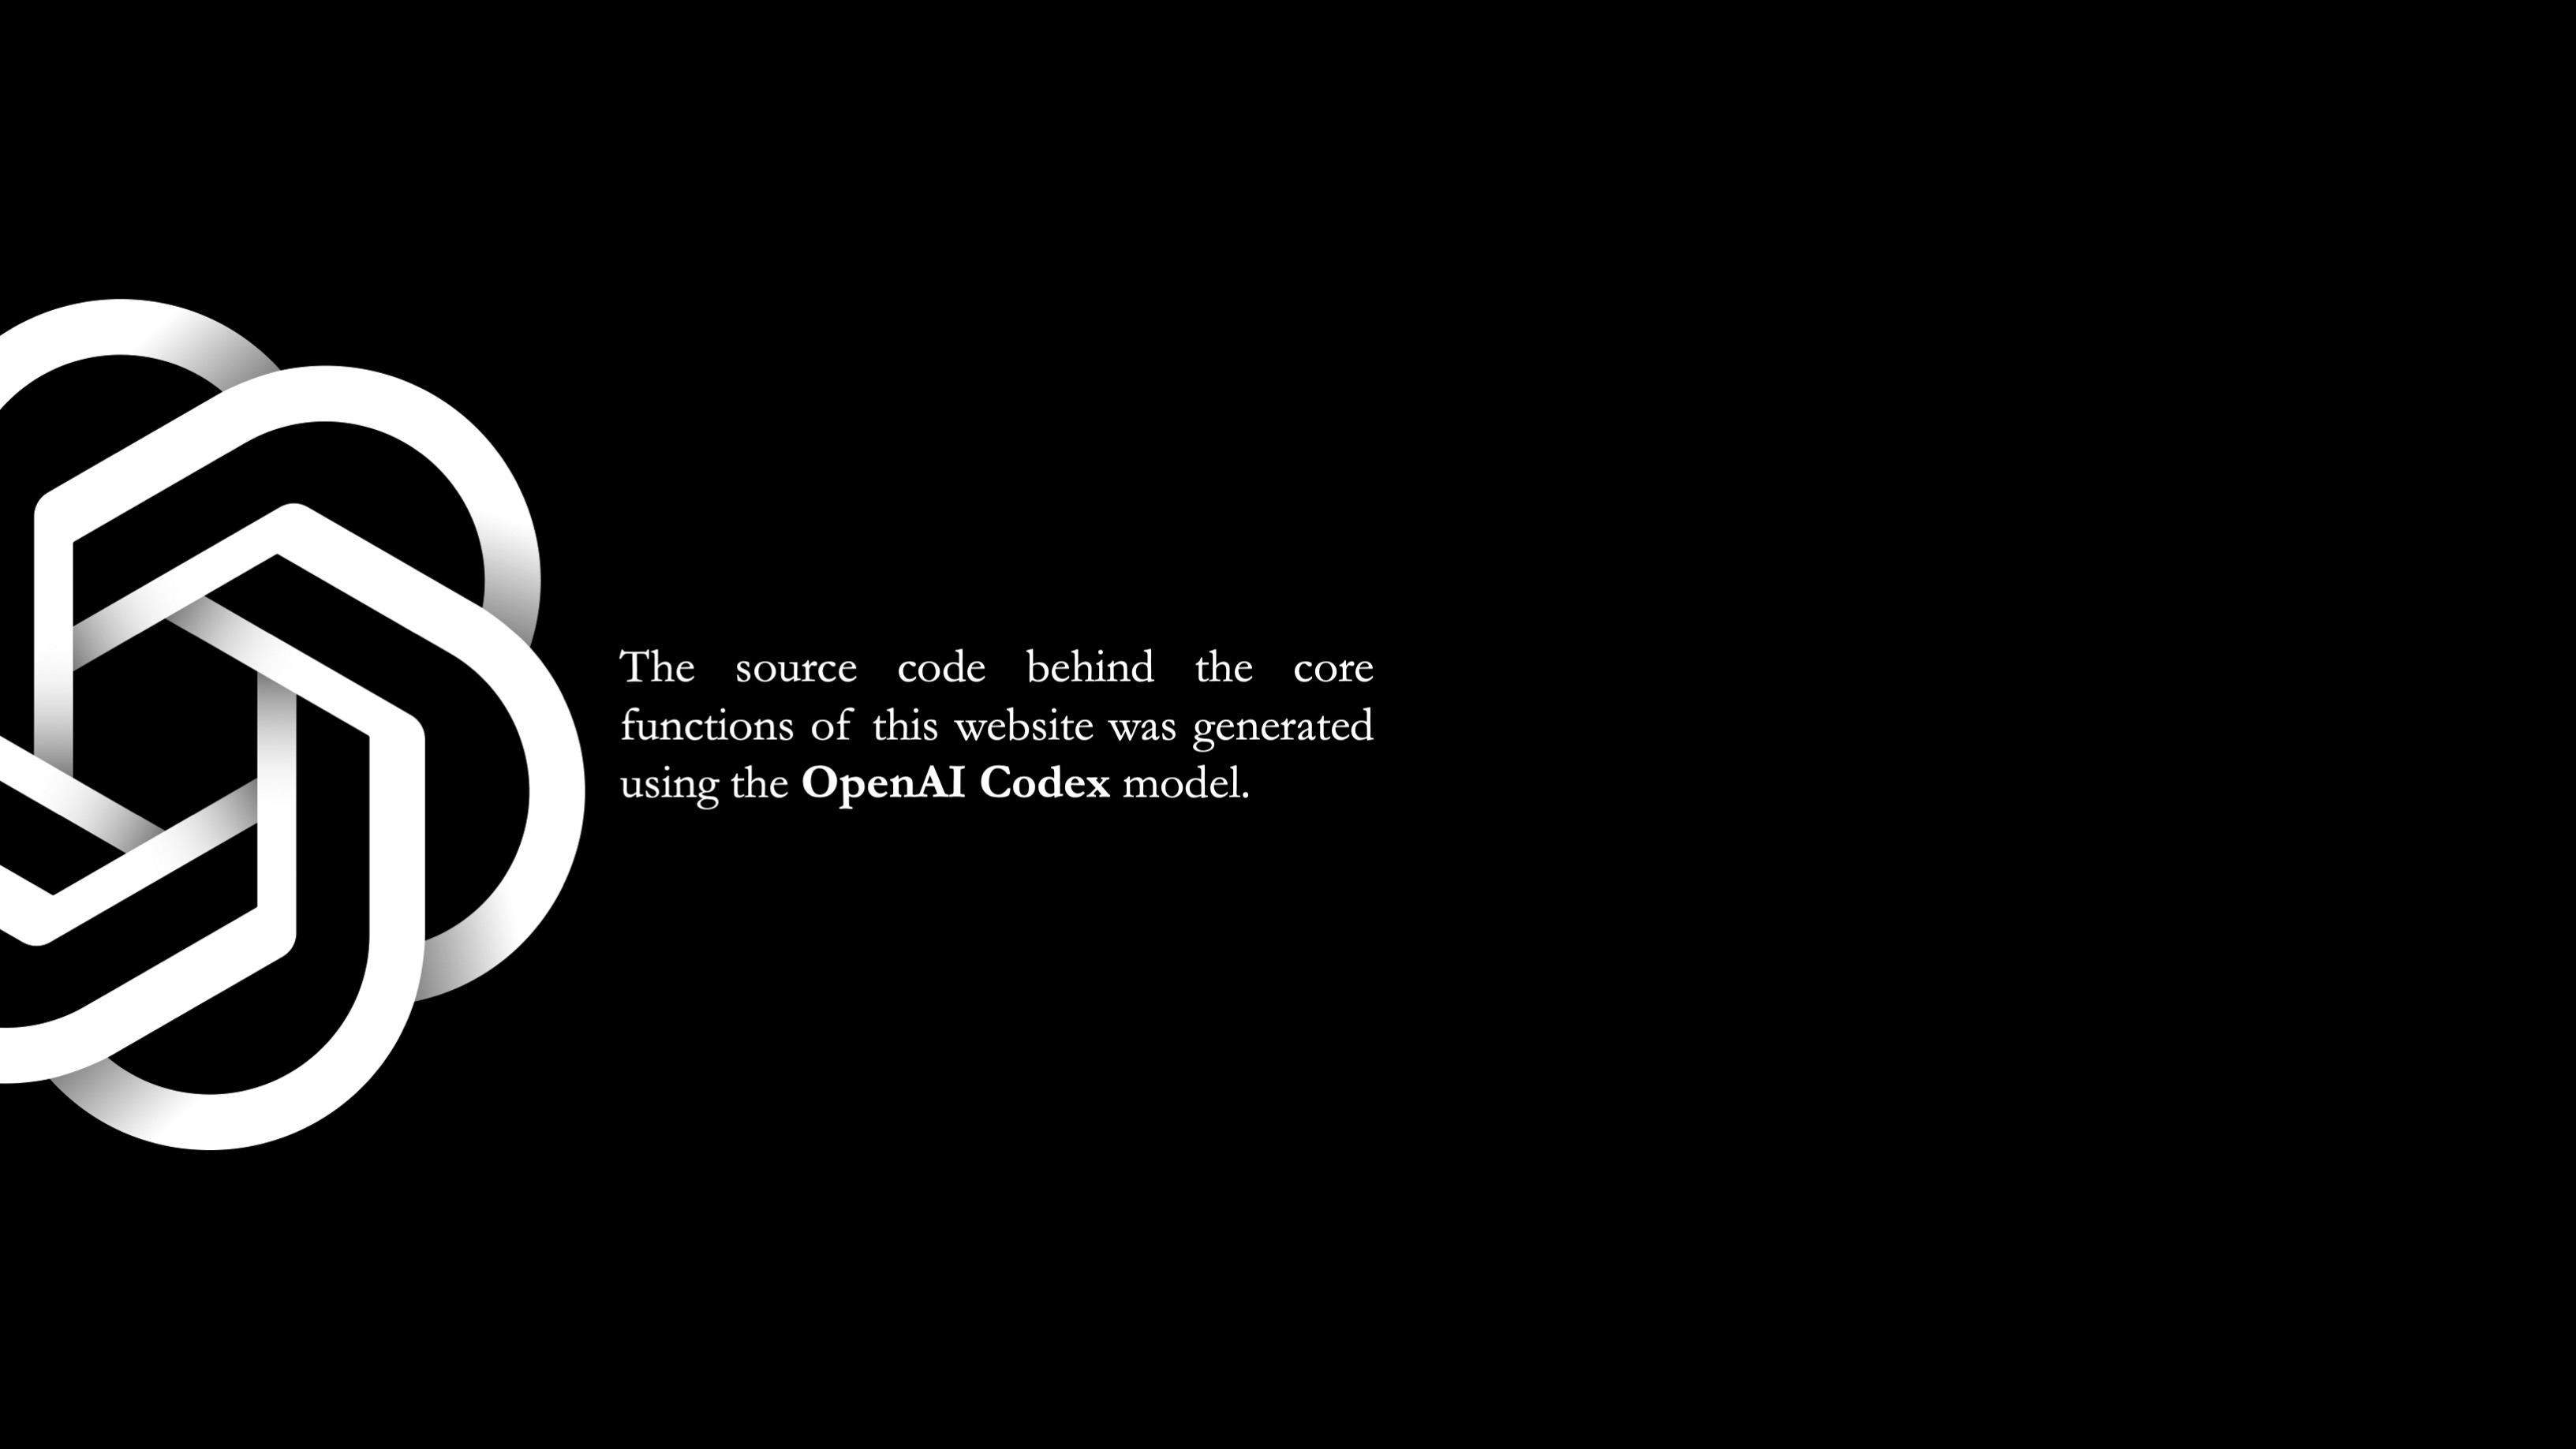 The source code behind the core
functions of this website was generated
using the OpenAI Codex model.